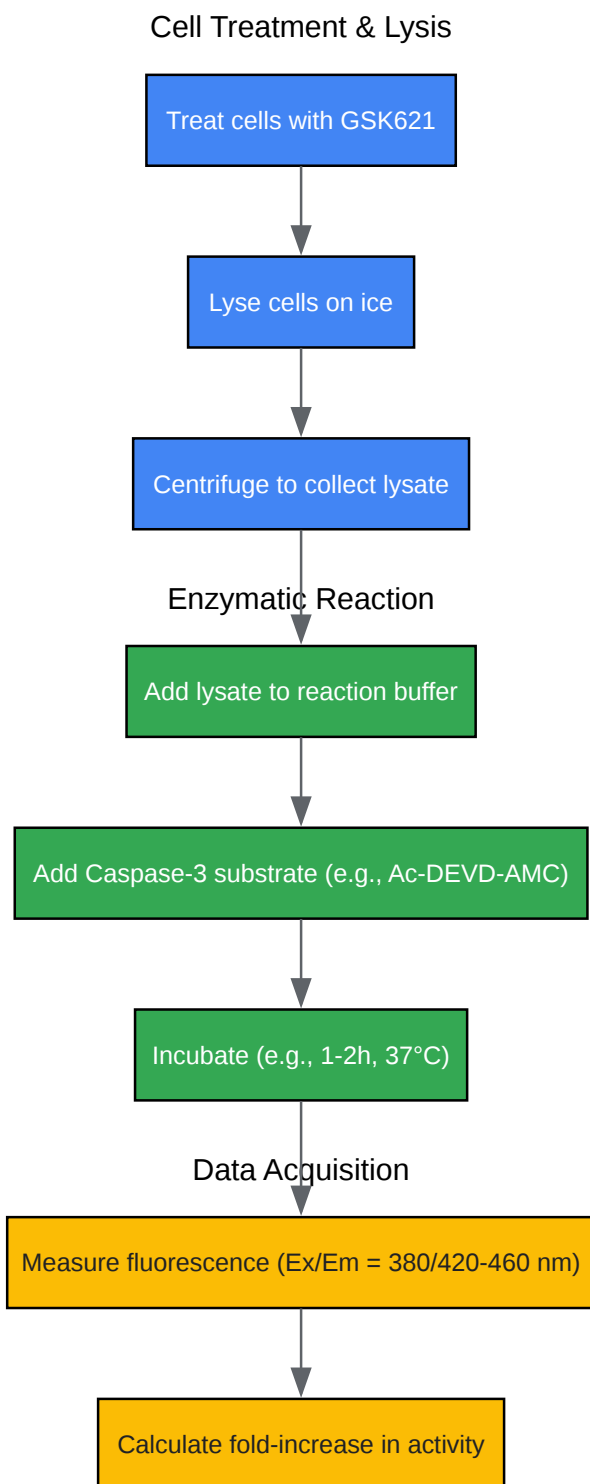 Cell Treatment & Lysis
Treat cells with GSK621
Lyse cells on ice
Centrifuge to collect lysate
Enzymatic Reaction
Add lysate to reaction buffer
Add Caspase-3 substrate (e.g., Ac-DEVD-AMC)
Incubate (e.g., 1-2h, 37°C)
Data Acquisition
Measure fluorescence (Ex/Em = 380/420-460 nm)
Calculate fold-increase in activity